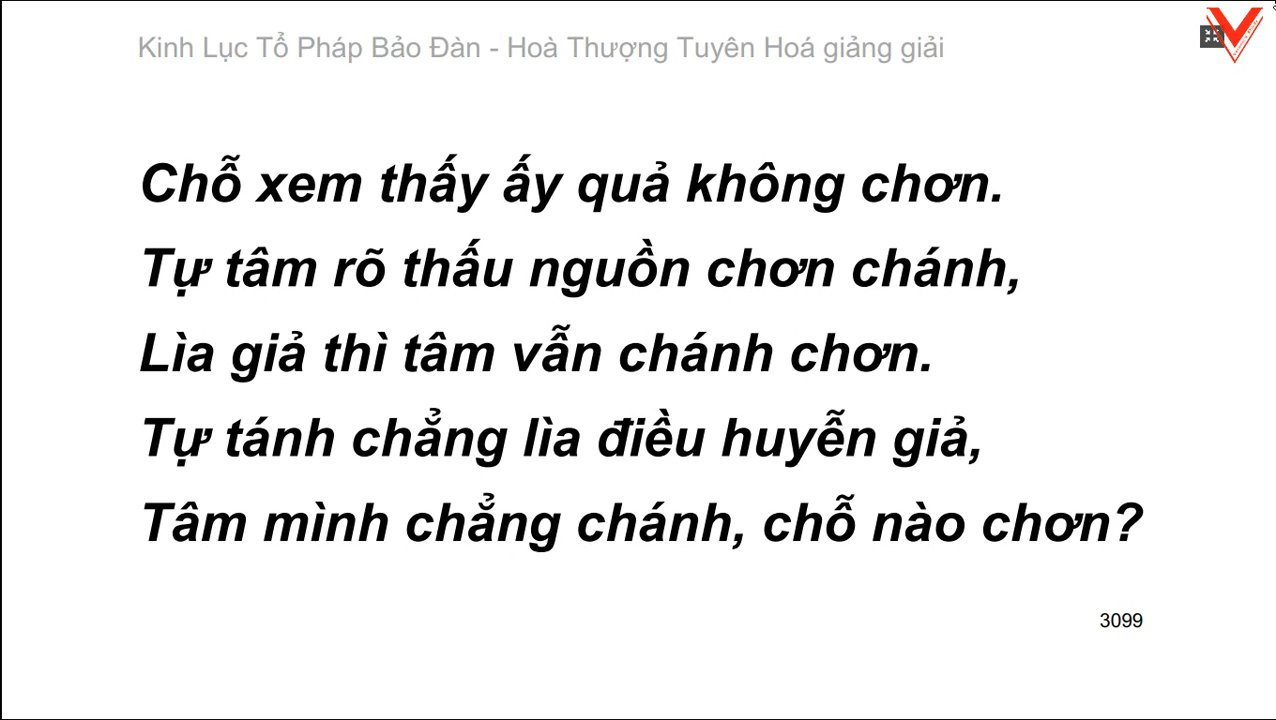 Kinh Lục Tổ Pháp Bảo Đàn - Hoà Thượng Tuyên Hoá giảng giải
Chỗ xem thấy ấy quả không chơn.
Tự tâm rõ thấu nguồn chơn chánh,
Lìa giả thì tâm vẫn chánh chơn.
Tự tánh chẳng lìa điều huyễn giả,
Tâm mình chẳng chánh, chỗ nào chơn?
3099